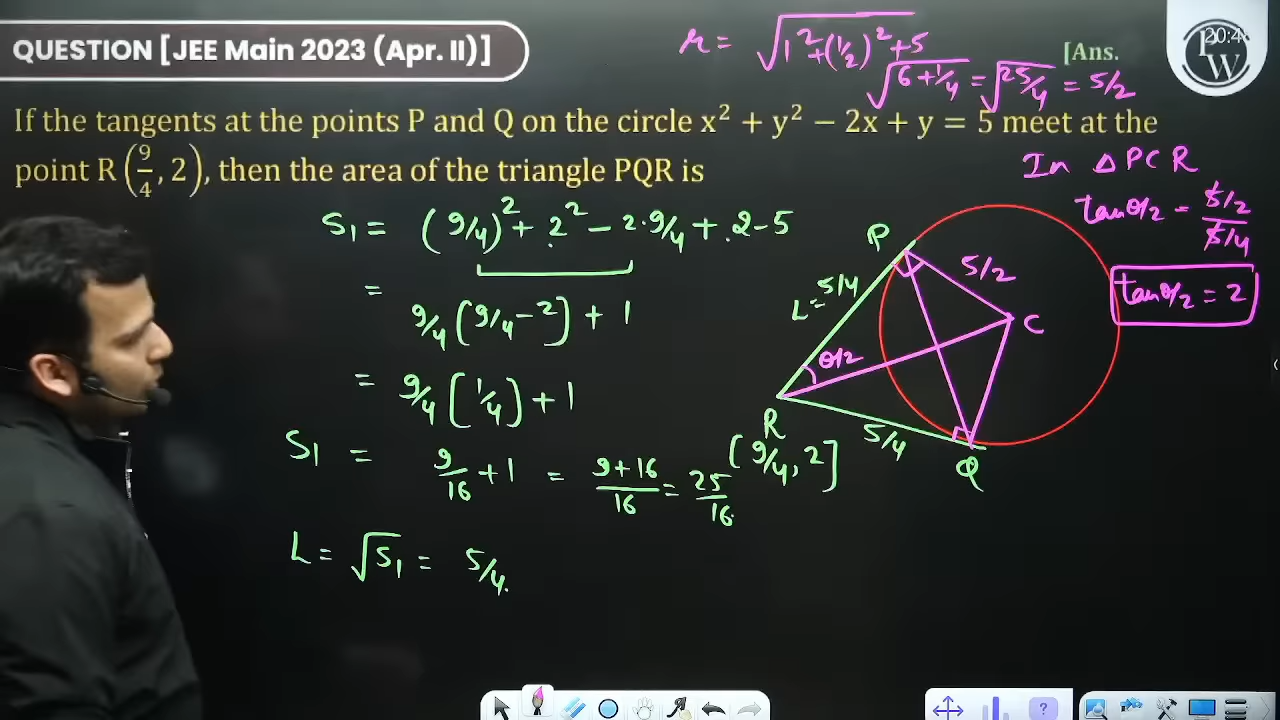 QUESTION [JEE Main 2023 (Apr. II)]
r = √(1² + (1/2)² + 5)
√(6 + 1/4) = √(25/4) = 5/2
[Ans.
20:4
W
If the tangents at the points P and Q on the circle x² + y² − 2x + y = 5 meet at the
point R (9/4, 2), then the area of the triangle PQR is
In △ PCR
tan θ/2 = 5/2 / 5/4
tan θ/2 = 2
S₁ = (9/4)² + 2² − 2·9/4 + 2 − 5
= 9/4 [9/4 − 2] + 1
= 9/4 [1/4] + 1
S₁ = 9/16 + 1 = 9+16/16 = 25/16
L = √S₁ = 5/4.
P
5/2
L = 5/4
C
θ/2
R
5/4
(9/4, 2]
Q